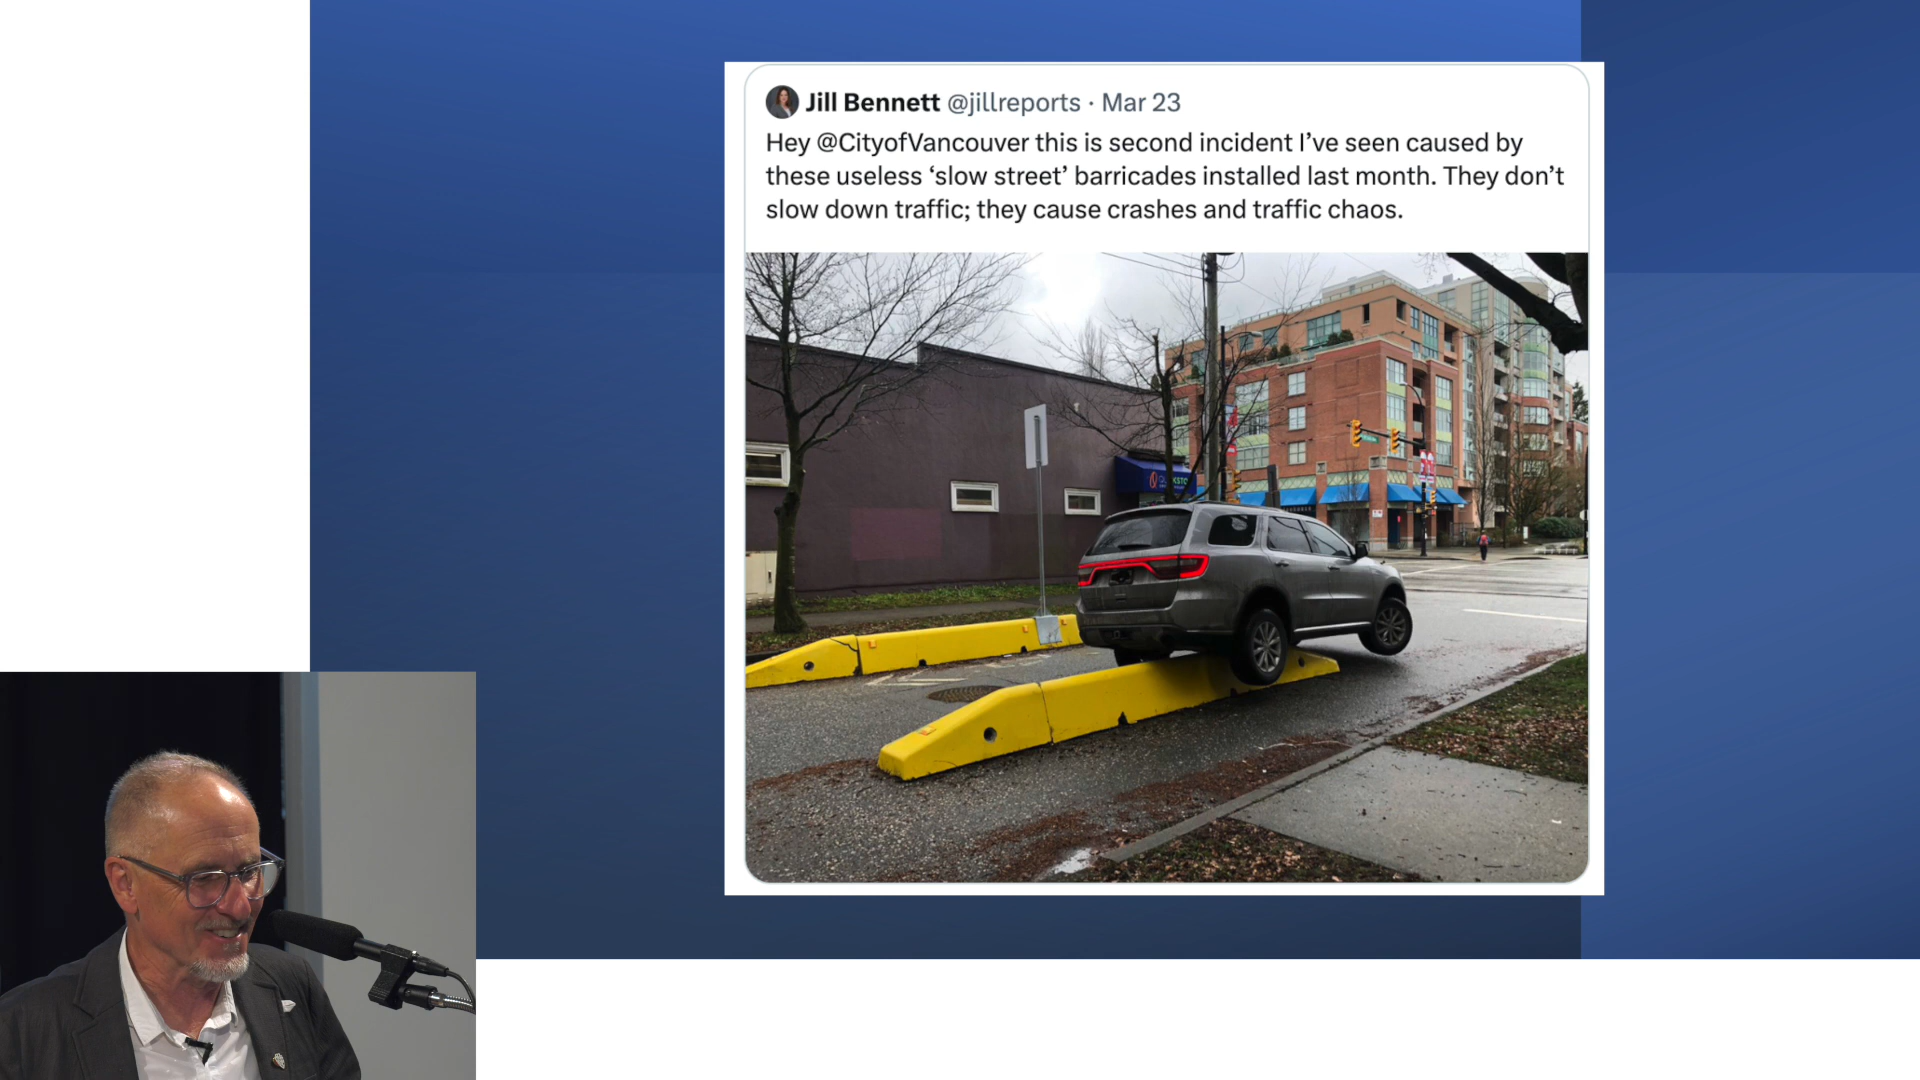 Jill Bennett @jillreports · Mar 23
Hey @CityofVancouver this is second incident I’ve seen caused by
these useless ‘slow street’ barricades installed last month. They don’t
slow down traffic; they cause crashes and traffic chaos.